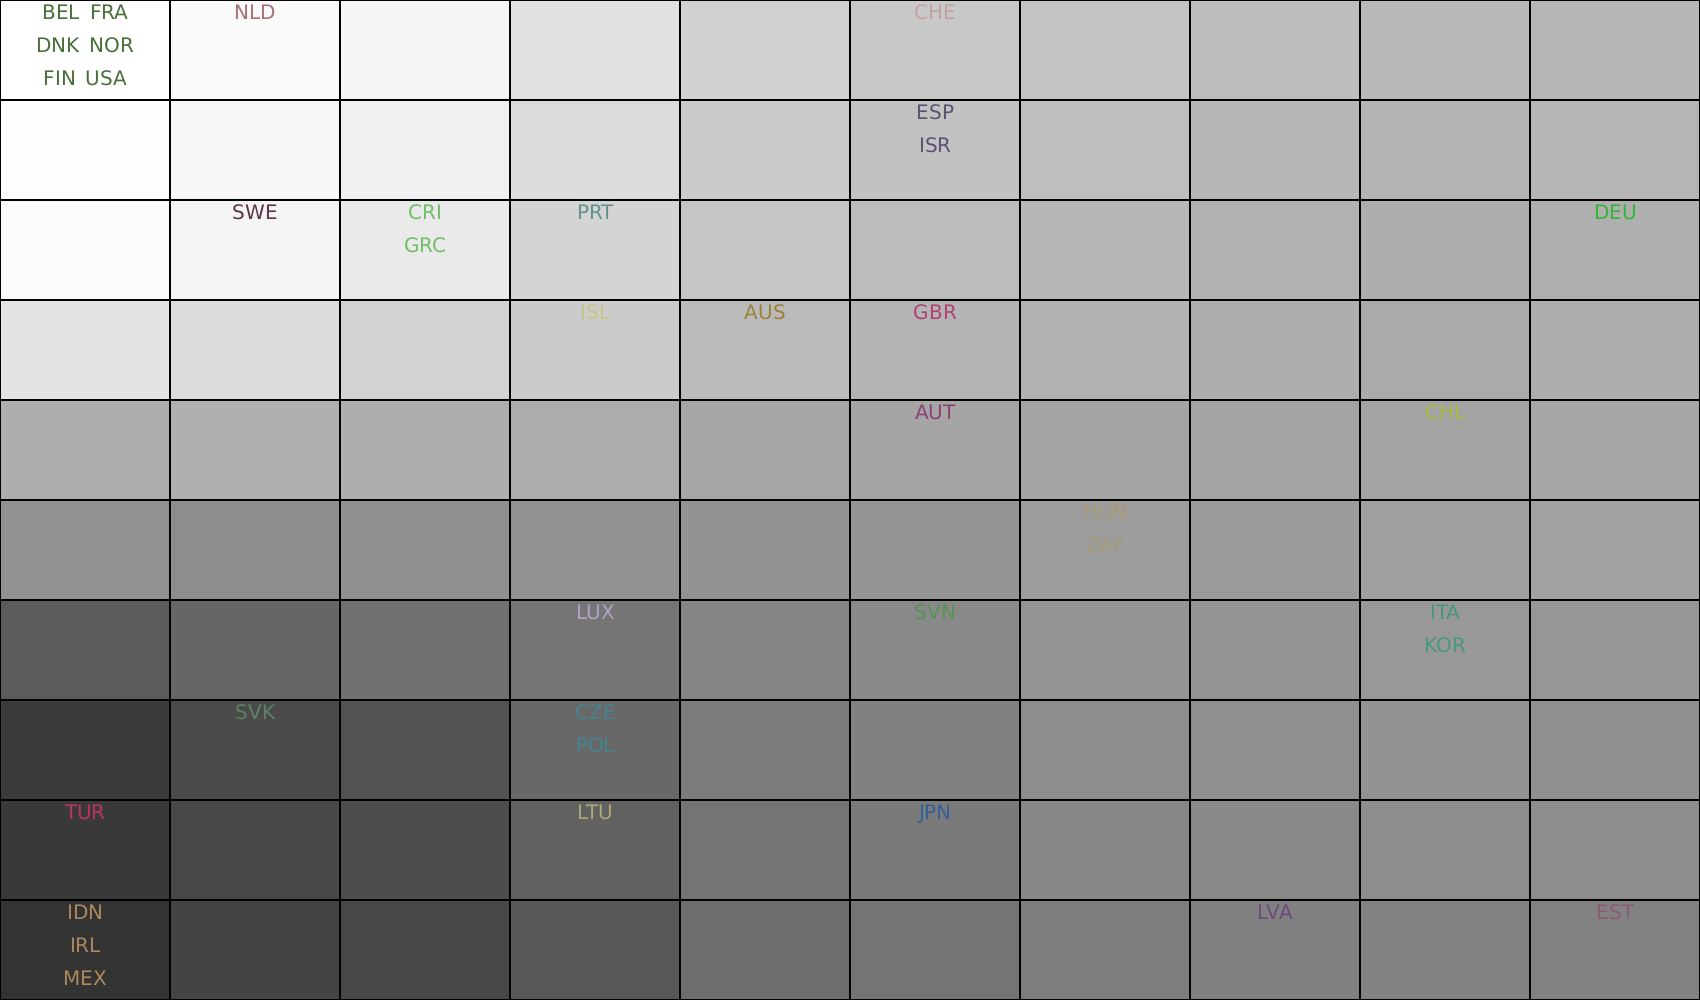 BEL FRA
DNK NOR
FIN USA
NLD
CHE
ESP
ISR
SWE
CRI
GRC
PRT
DEU
ISL
AUS
GBR
AUT
CHL
HUN
ZAF
LUX
SVN
ITA
KOR
SVK
CZE
POL
TUR
LTU
JPN
IDN
IRL
MEX
LVA
EST